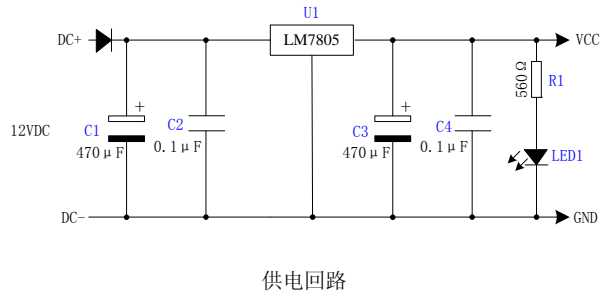 U1
DC+
LM7805
VCC
560Ω
R1
12VDC
C1
470μF
C2
0.1μF
C3
470μF
C4
0.1μF
LED1
DC-
GND
供电回路